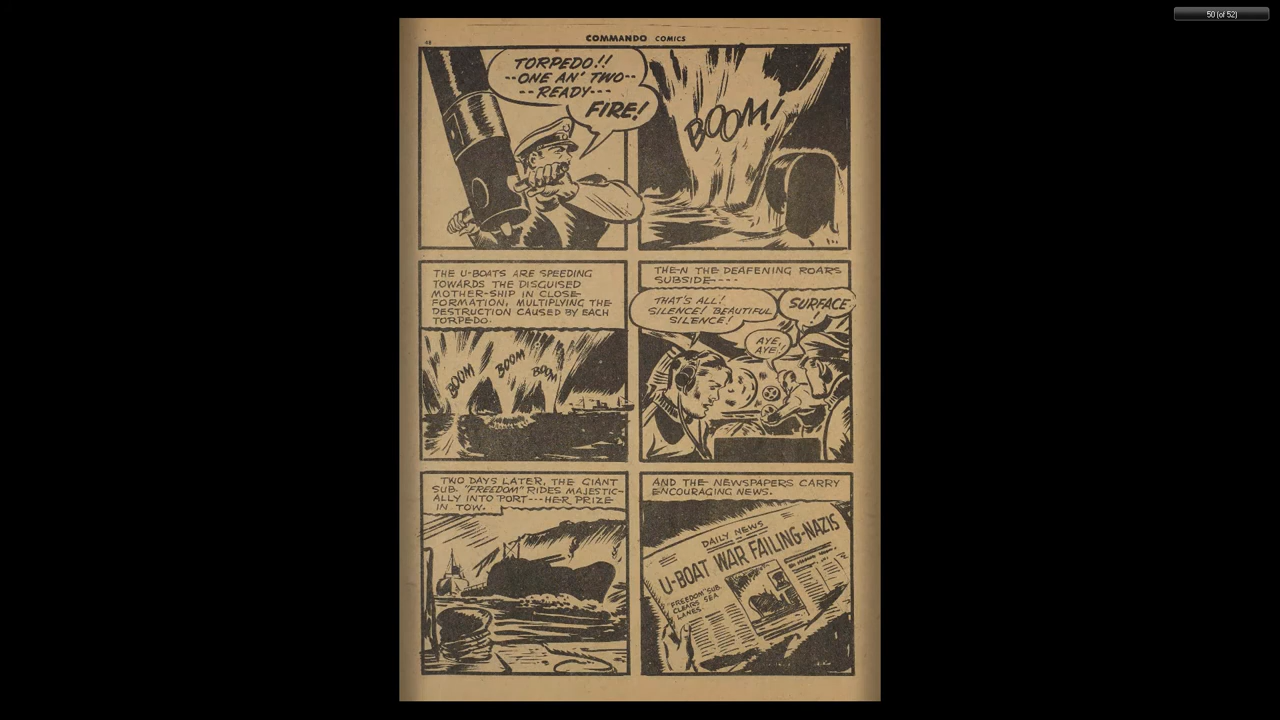 50 (of 52)
48
COMMANDO COMICS
TORPEDO!!
--ONE AN' TWO--
--READY---
FIRE!
BOOM!
THE U-BOATS ARE SPEEDING
TOWARDS THE DISGUISED
MOTHER-SHIP IN CLOSE
FORMATION, MULTIPLYING THE
DESTRUCTION CAUSED BY EACH
TORPEDO.
BOOM
BOOM
BOOM
THEN THE DEAFENING ROARS
SUBSIDE----
THAT'S ALL!
SILENCE! BEAUTIFUL
SILENCE!
SURFACE
AYE,
AYE!
TWO DAYS LATER, THE GIANT
SUB. "FREEDOM" RIDES MAJESTIC-
ALLY INTO PORT---HER PRIZE
IN TOW.
AND THE NEWSPAPERS CARRY
ENCOURAGING NEWS.
DAILY NEWS
U-BOAT WAR FAILING-NAZIS
"FREEDOM" SUB.
CLEARS SEA
LANES.